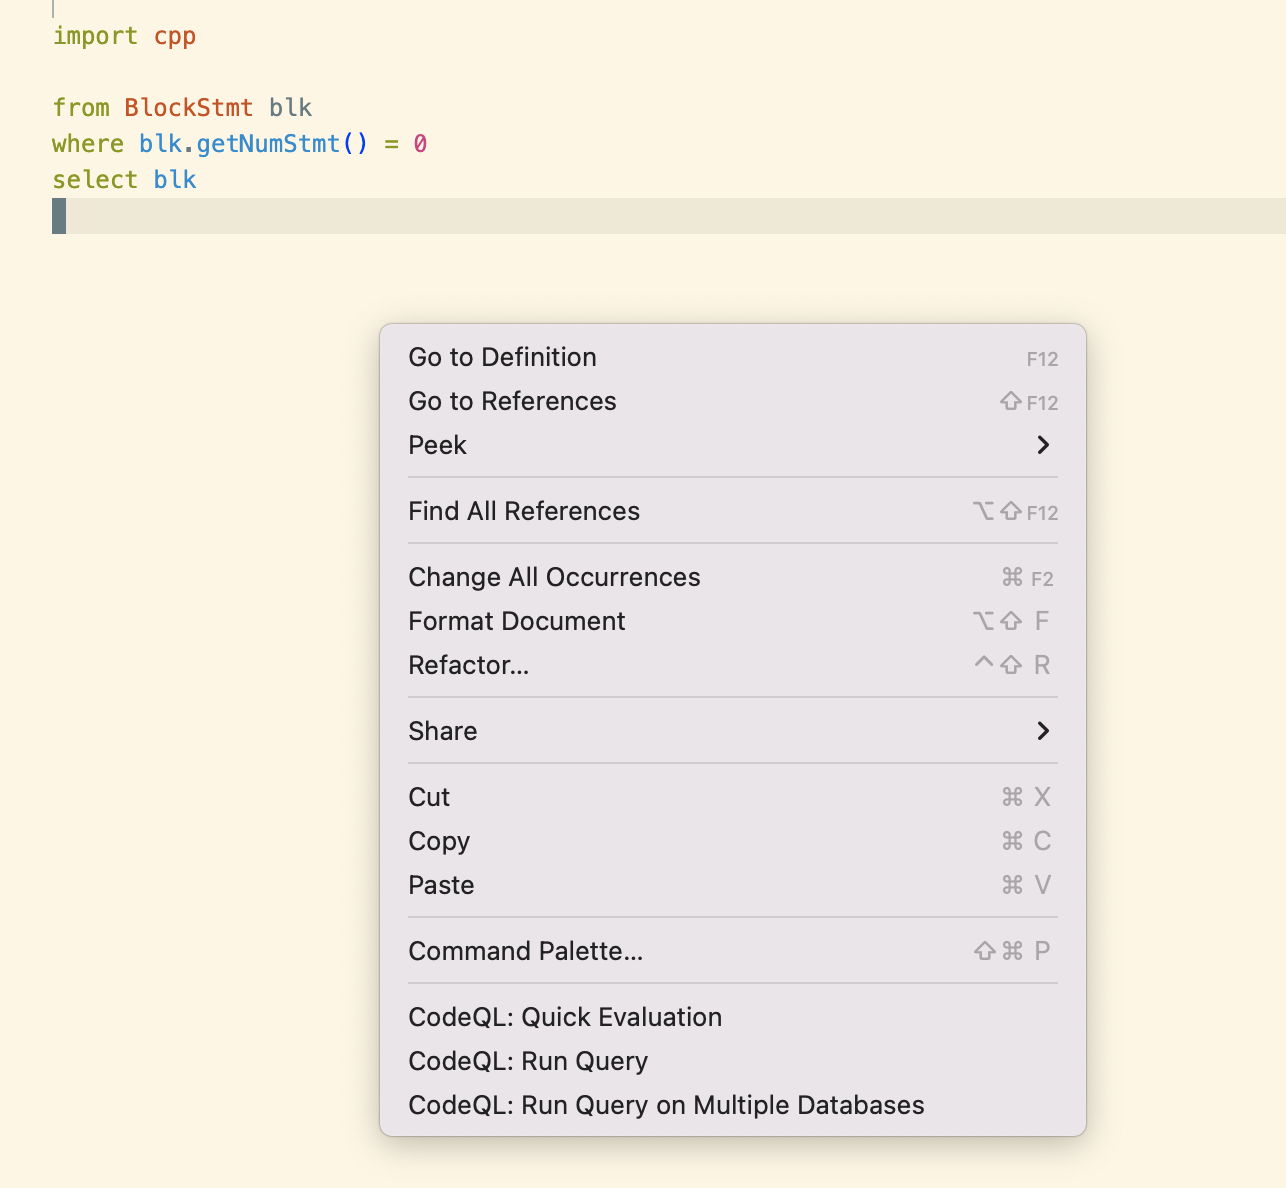 import cpp
from BlockStmt blk
where blk.getNumStmt() = 0
select blk
Go to Definition F12
Go to References ⇧F12
Peek
Find All References ⌥⇧F12
Change All Occurrences ⌘ F2
Format Document ⌥⇧ F
Refactor... ^⇧ R
Share
Cut ⌘ X
Copy ⌘ C
Paste ⌘ V
Command Palette... ⇧⌘ P
CodeQL: Quick Evaluation
CodeQL: Run Query
CodeQL: Run Query on Multiple Databases